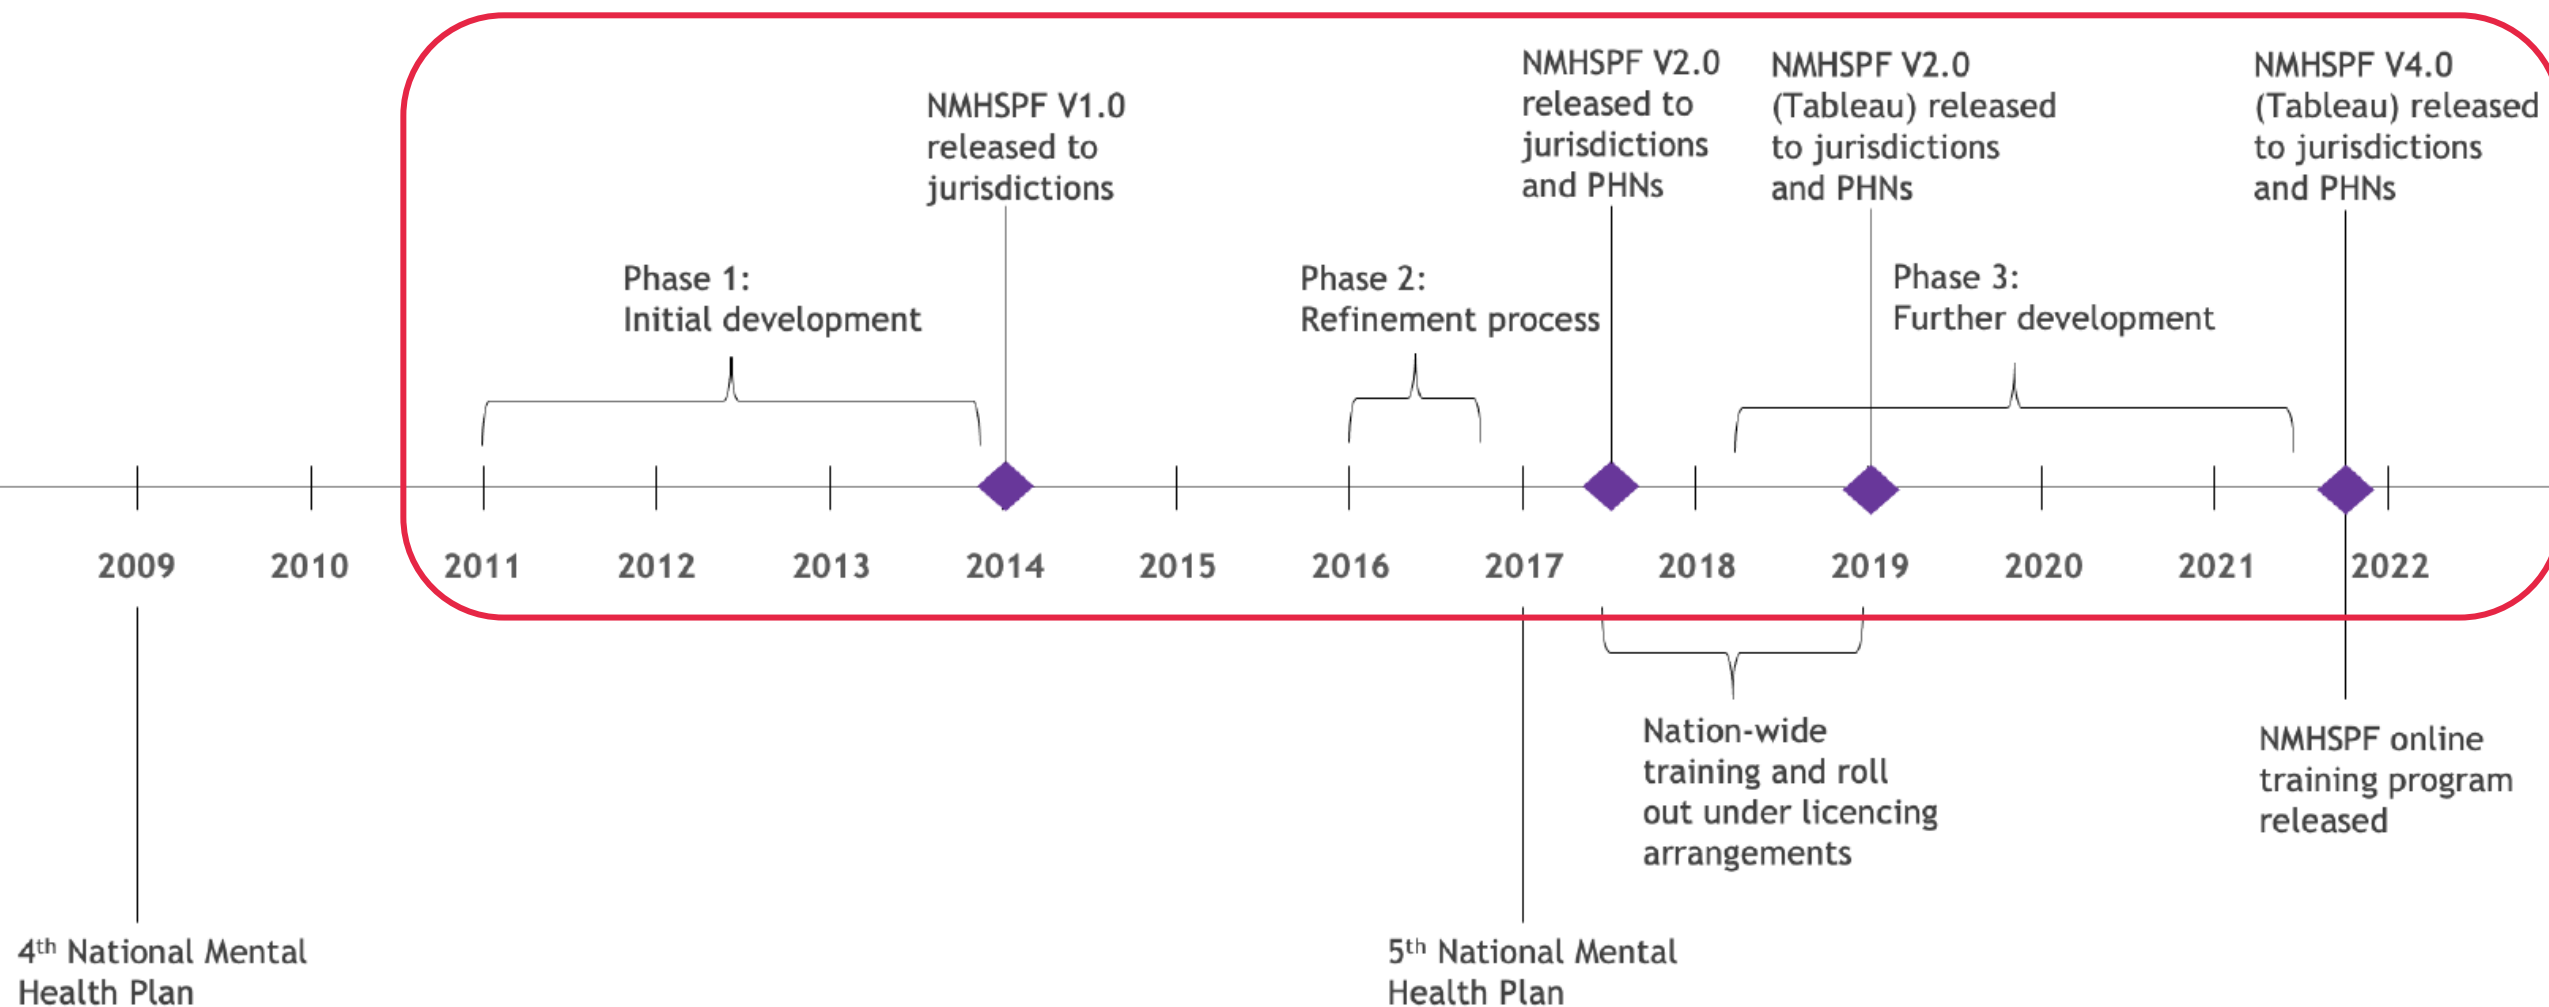 NMHSPF V1.0
released to
jurisdictions
NMHSPF V2.0
released to
jurisdictions
and PHNs
NMHSPF V2.0
(Tableau) released
to jurisdictions
and PHNs
NMHSPF V4.0
(Tableau) released
to jurisdictions
and PHNs
Phase 1:
Initial development
Phase 2:
Refinement process
Phase 3:
Further development
2009 2010 2011 2012 2013 2014 2015 2016 2017 2018 2019 2020 2021 2022
Nation-wide
training and roll
out under licencing
arrangements
NMHSPF online
training program
released
4th National Mental
Health Plan
5th National Mental
Health Plan